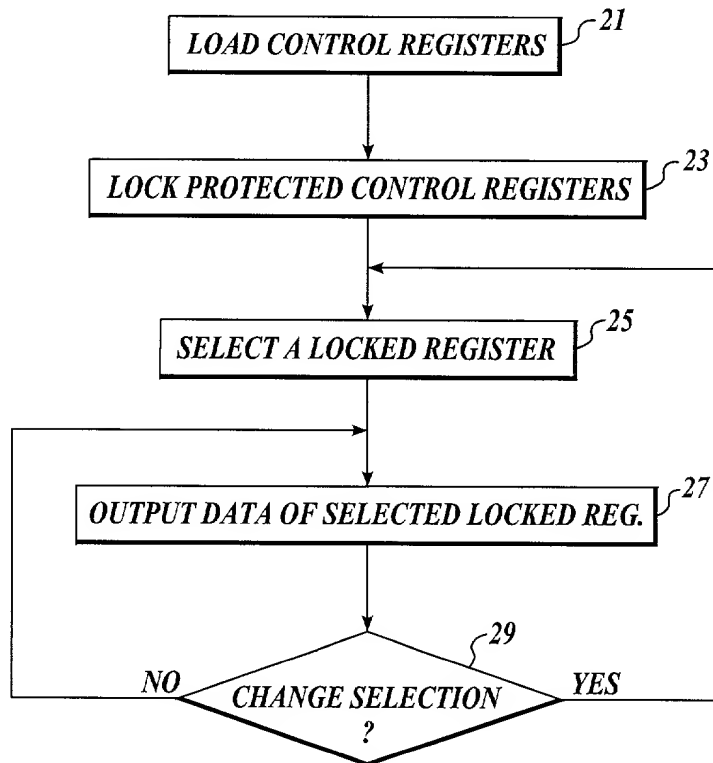 LOAD CONTROL REGISTERS 21
LOCK PROTECTED CONTROL REGISTERS 23
SELECT A LOCKED REGISTER 25
OUTPUT DATA OF SELECTED LOCKED REG. 27
29
NO CHANGE SELECTION YES
?